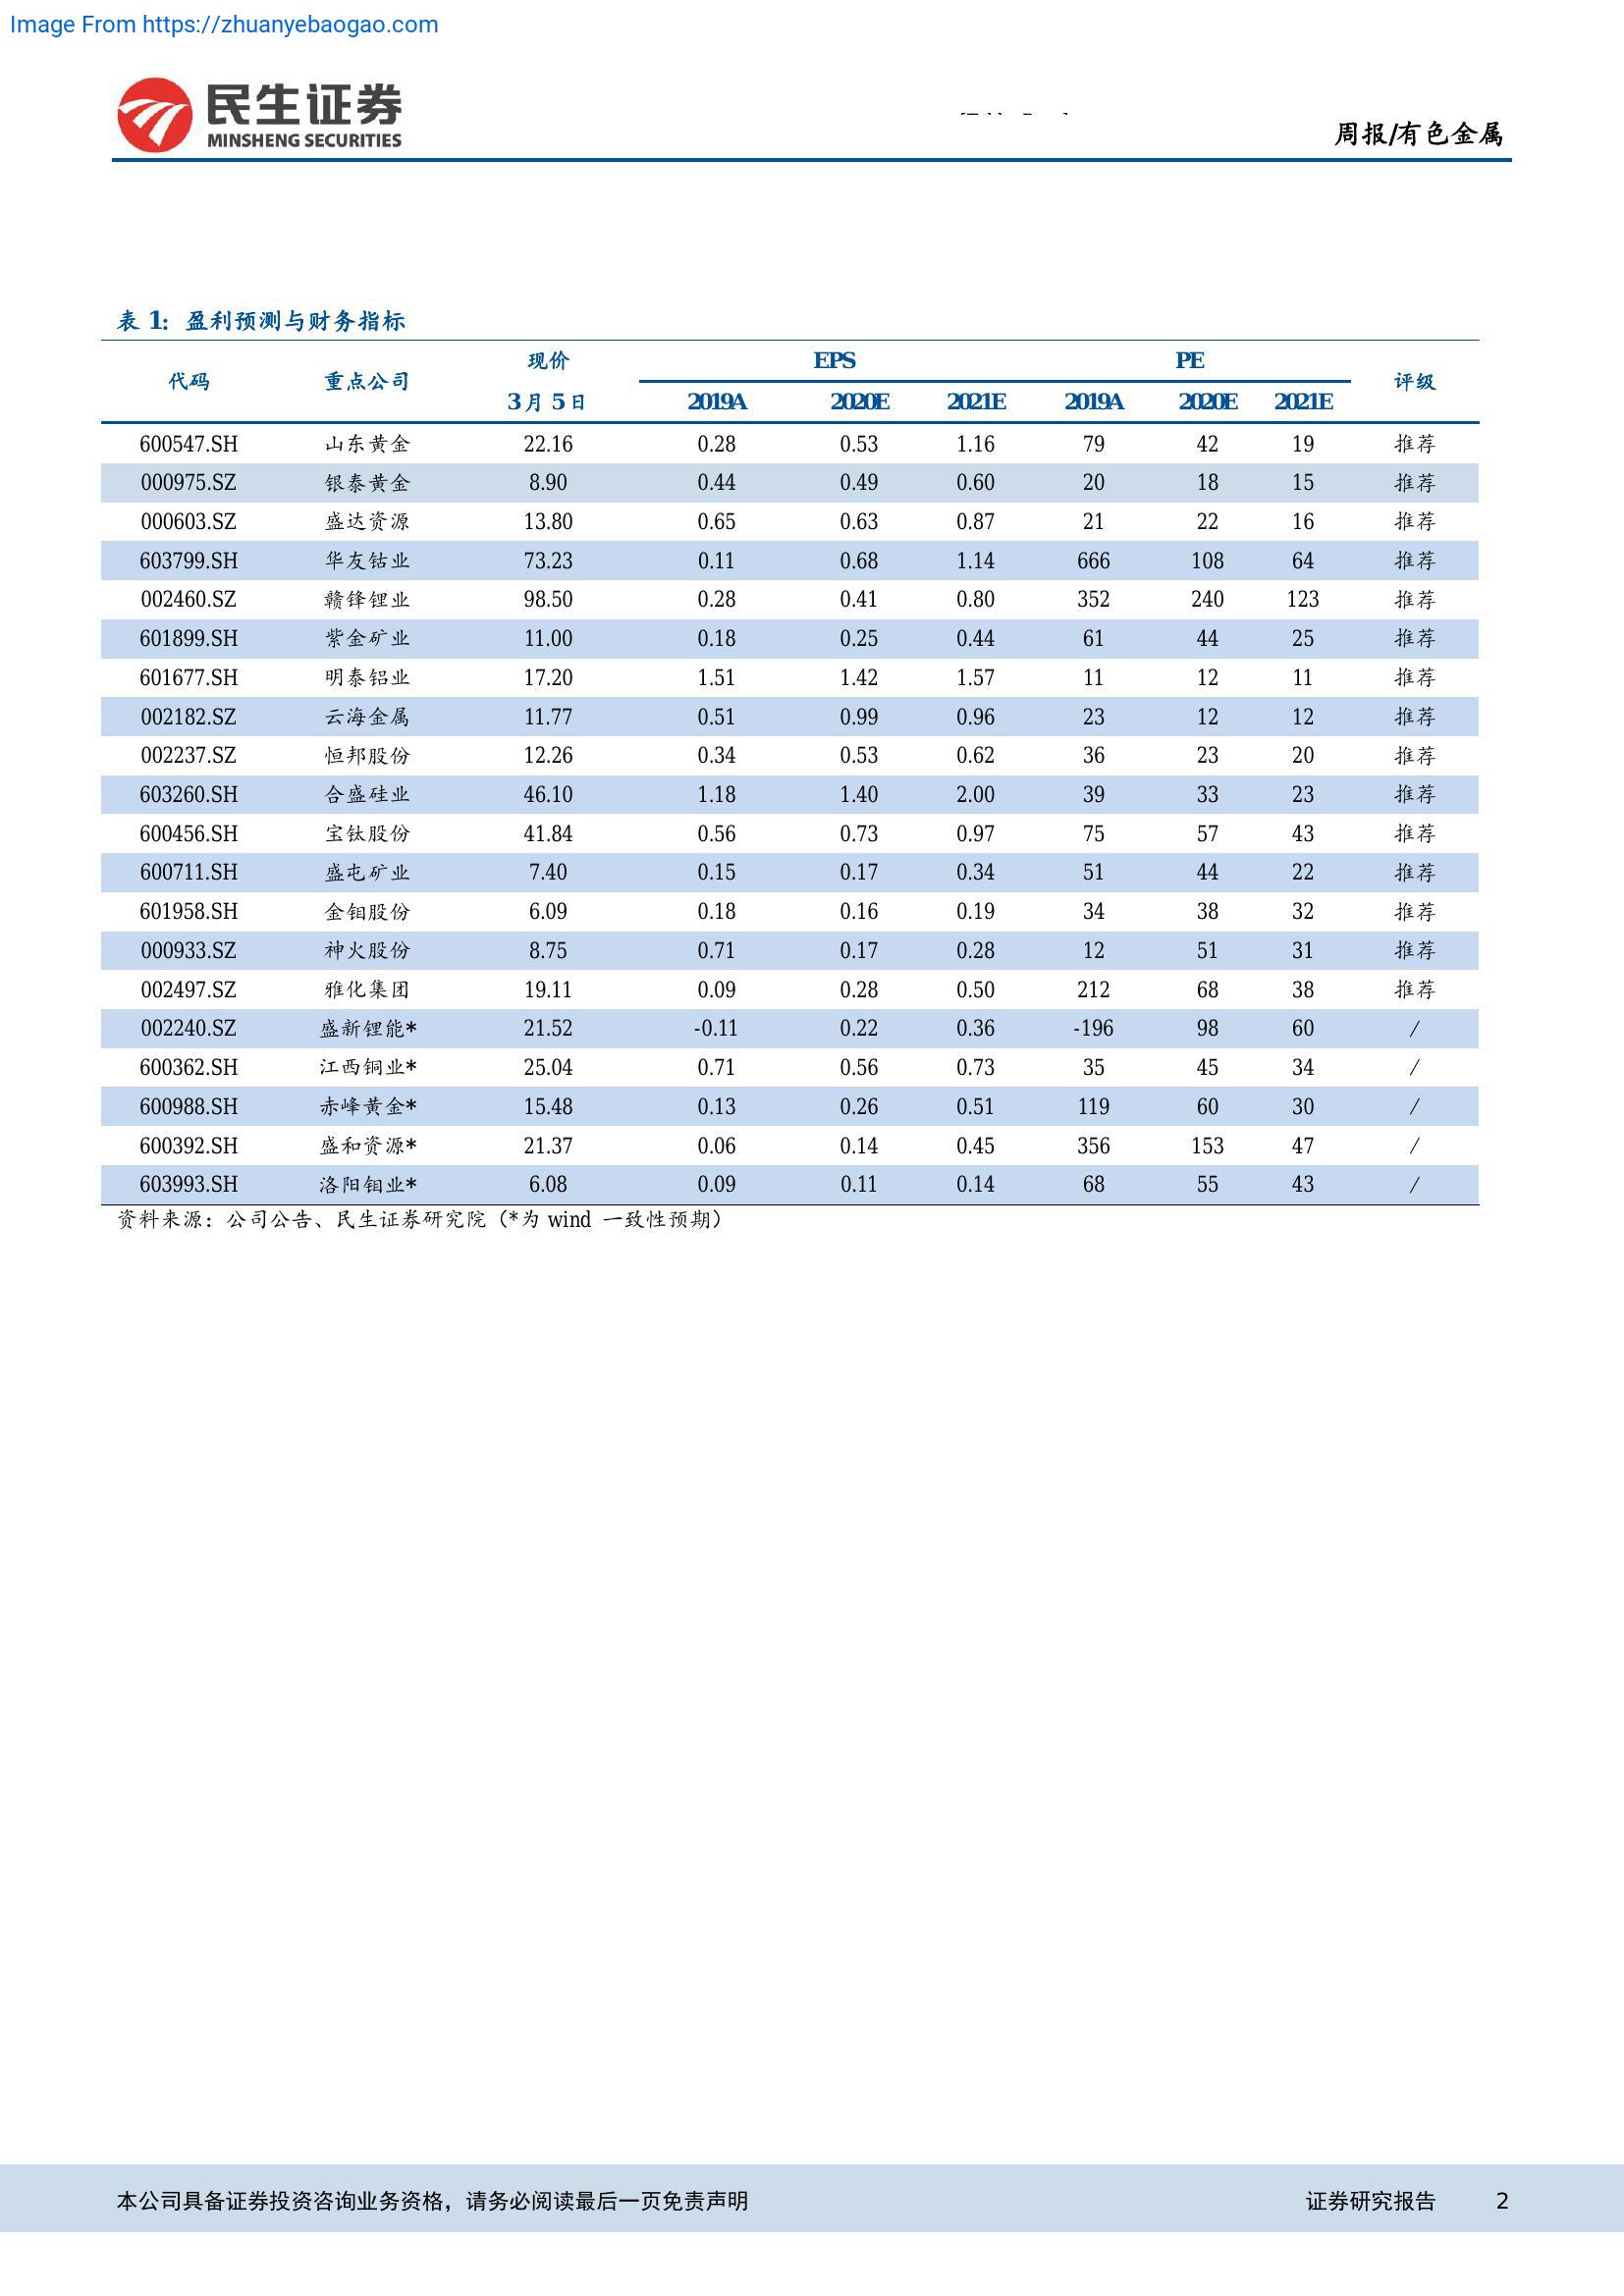 Image From https://zhuanyebaogao.com
民生证券
MINSHENG SECURITIES
周报/有色金属
表 1: 盈利预测与财务指标
代码 重点公司 现价 EPS PE 评级
3 月 5 日 2019A 2020E 2021E 2019A 2020E 2021E
600547.SH 山东黄金 22.16 0.28 0.53 1.16 79 42 19 推荐
000975.SZ 银泰黄金 8.90 0.44 0.49 0.60 20 18 15 推荐
000603.SZ 盛达资源 13.80 0.65 0.63 0.87 21 22 16 推荐
603799.SH 华友钴业 73.23 0.11 0.68 1.14 666 108 64 推荐
002460.SZ 赣锋锂业 98.50 0.28 0.41 0.80 352 240 123 推荐
601899.SH 紫金矿业 11.00 0.18 0.25 0.44 61 44 25 推荐
601677.SH 明泰铝业 17.20 1.51 1.42 1.57 11 12 11 推荐
002182.SZ 云海金属 11.77 0.51 0.99 0.96 23 12 12 推荐
002237.SZ 恒邦股份 12.26 0.34 0.53 0.62 36 23 20 推荐
603260.SH 合盛硅业 46.10 1.18 1.40 2.00 39 33 23 推荐
600456.SH 宝钛股份 41.84 0.56 0.73 0.97 75 57 43 推荐
600711.SH 盛屯矿业 7.40 0.15 0.17 0.34 51 44 22 推荐
601958.SH 金钼股份 6.09 0.18 0.16 0.19 34 38 32 推荐
000933.SZ 神火股份 8.75 0.71 0.17 0.28 12 51 31 推荐
002497.SZ 雅化集团 19.11 0.09 0.28 0.50 212 68 38 推荐
002240.SZ 盛新锂能* 21.52 -0.11 0.22 0.36 -196 98 60 /
600362.SH 江西铜业* 25.04 0.71 0.56 0.73 35 45 34 /
600988.SH 赤峰黄金* 15.48 0.13 0.26 0.51 119 60 30 /
600392.SH 盛和资源* 21.37 0.06 0.14 0.45 356 153 47 /
603993.SH 洛阳钼业* 6.08 0.09 0.11 0.14 68 55 43 /
资料来源：公司公告、民生证券研究院（*为 wind 一致性预期）
本公司具备证券投资咨询业务资格，请务必阅读最后一页免责声明 证券研究报告 2